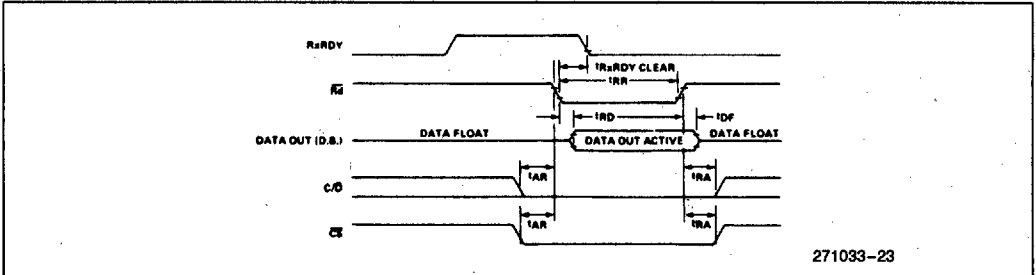 RxRDY
tRxRDY CLEAR
tRR
Rd
tRD
tDF
DATA OUT (D.B.)
DATA FLOAT
DATA OUT ACTIVE
DATA FLOAT
tAR
tRA
C/D
tAR
tRA
CS
271033–23